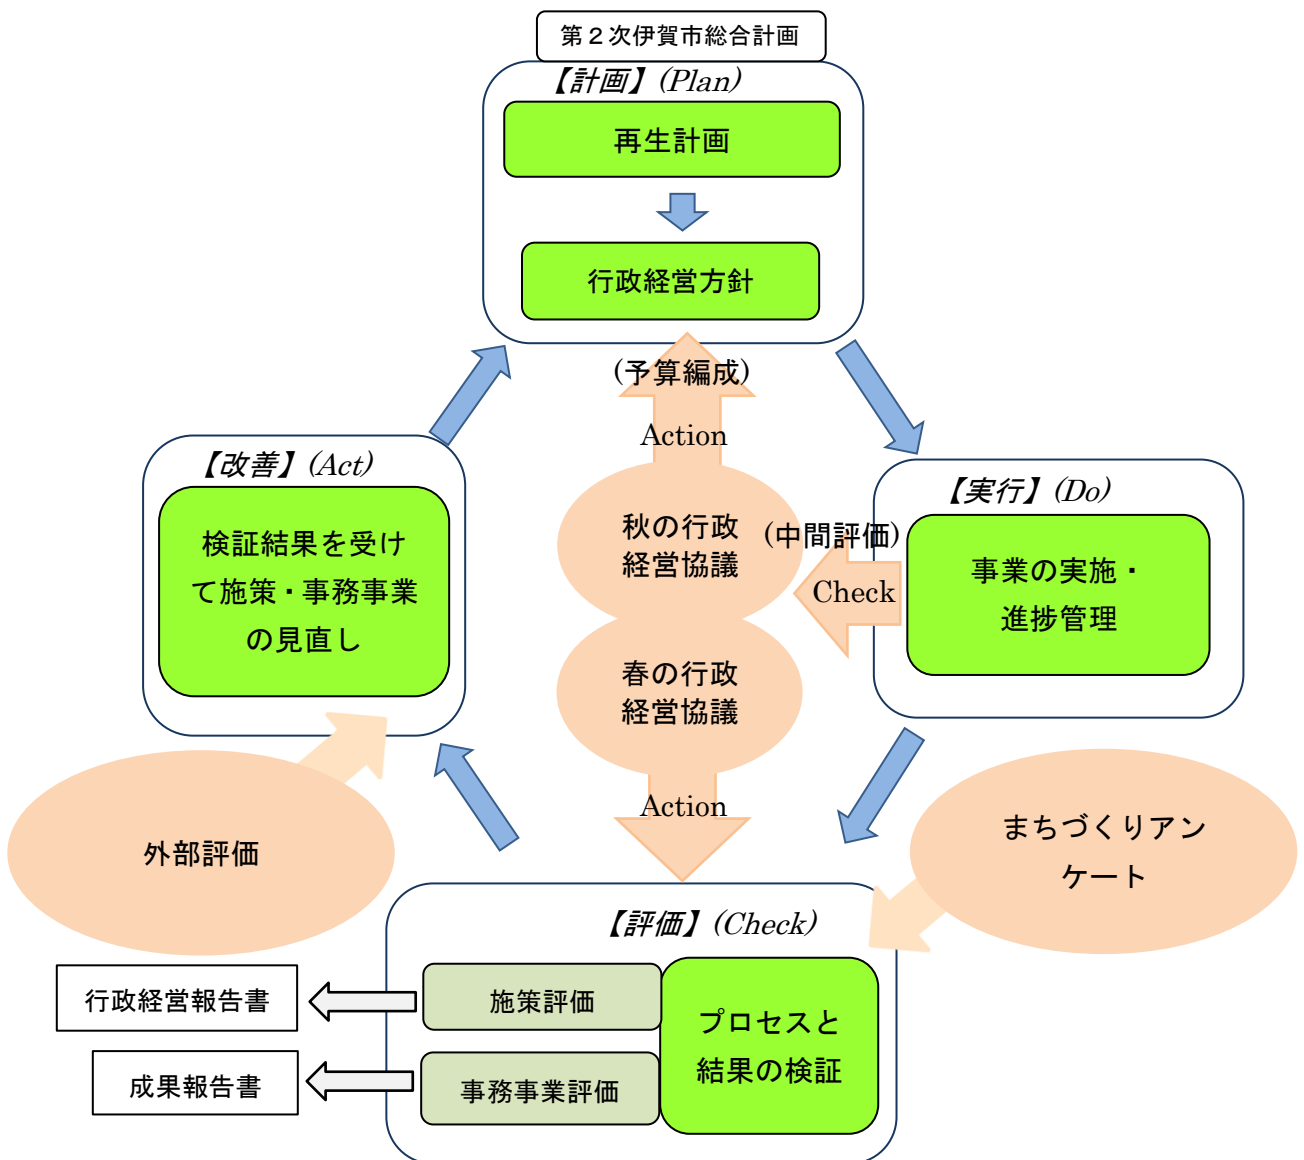 第２次伊賀市総合計画
【計画】(Plan)
再生計画
行政経営方針
(予算編成)
Action
【改善】(Act)
検証結果を受け
て施策・事務事業
の見直し
秋の行政
経営協議
(中間評価)
Check
【実行】(Do)
事業の実施・
進捗管理
春の行政
経営協議
Action
外部評価
まちづくりアン
ケート
【評価】(Check)
行政経営報告書
施策評価
プロセスと
結果の検証
成果報告書
事務事業評価